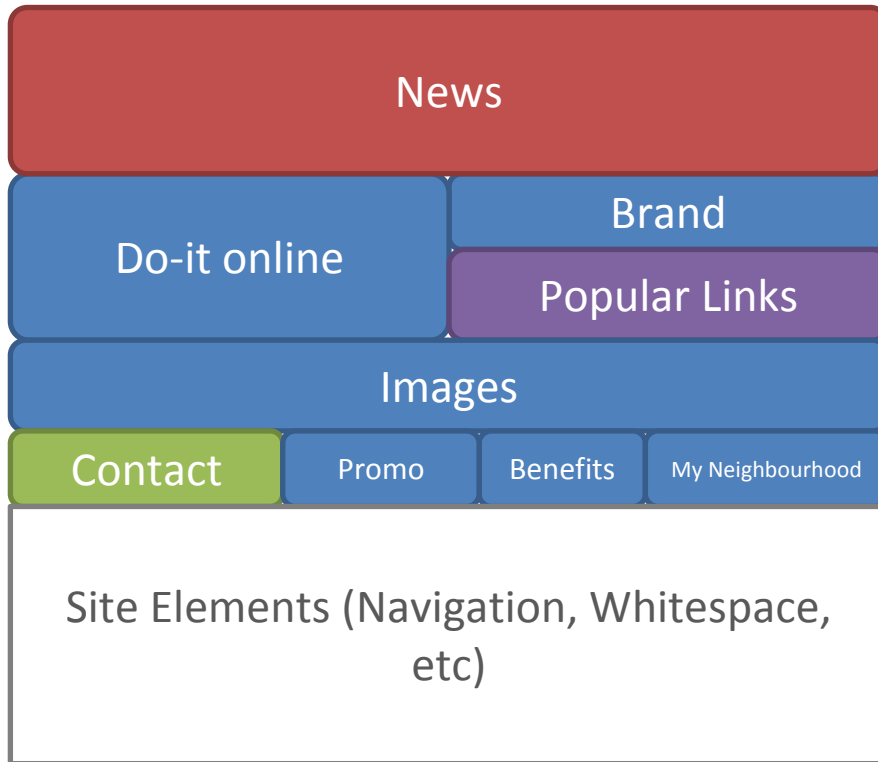 News
Do-it online
Brand
Popular Links
Images
Contact
Promo
Benefits
My Neighbourhood
Site Elements (Navigation, Whitespace,
etc)